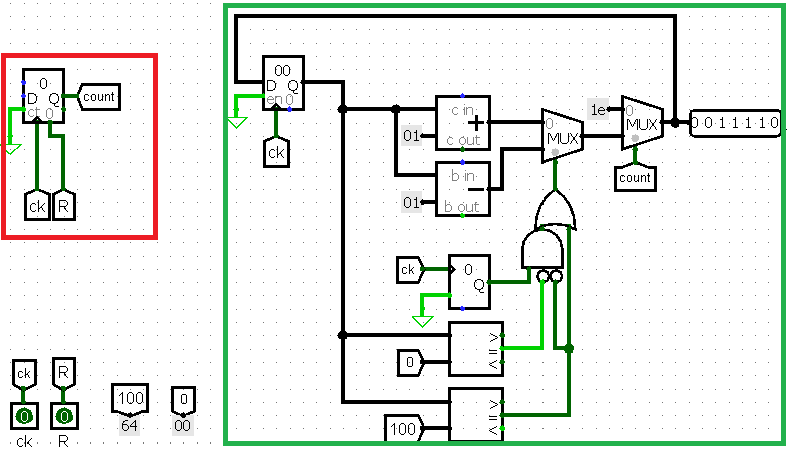 0
D Q
ct 0
count
ck
R
ck
R
0
0
ck
R
100
64
0
00
00
D Q
en 0
ck
c in
+
c out
01
b in
−
b out
01
0
MUX
1e
0
MUX
count
0 0 1 1 1 1 0
ck
0
Q
0
>
=
<
100
>
=
<